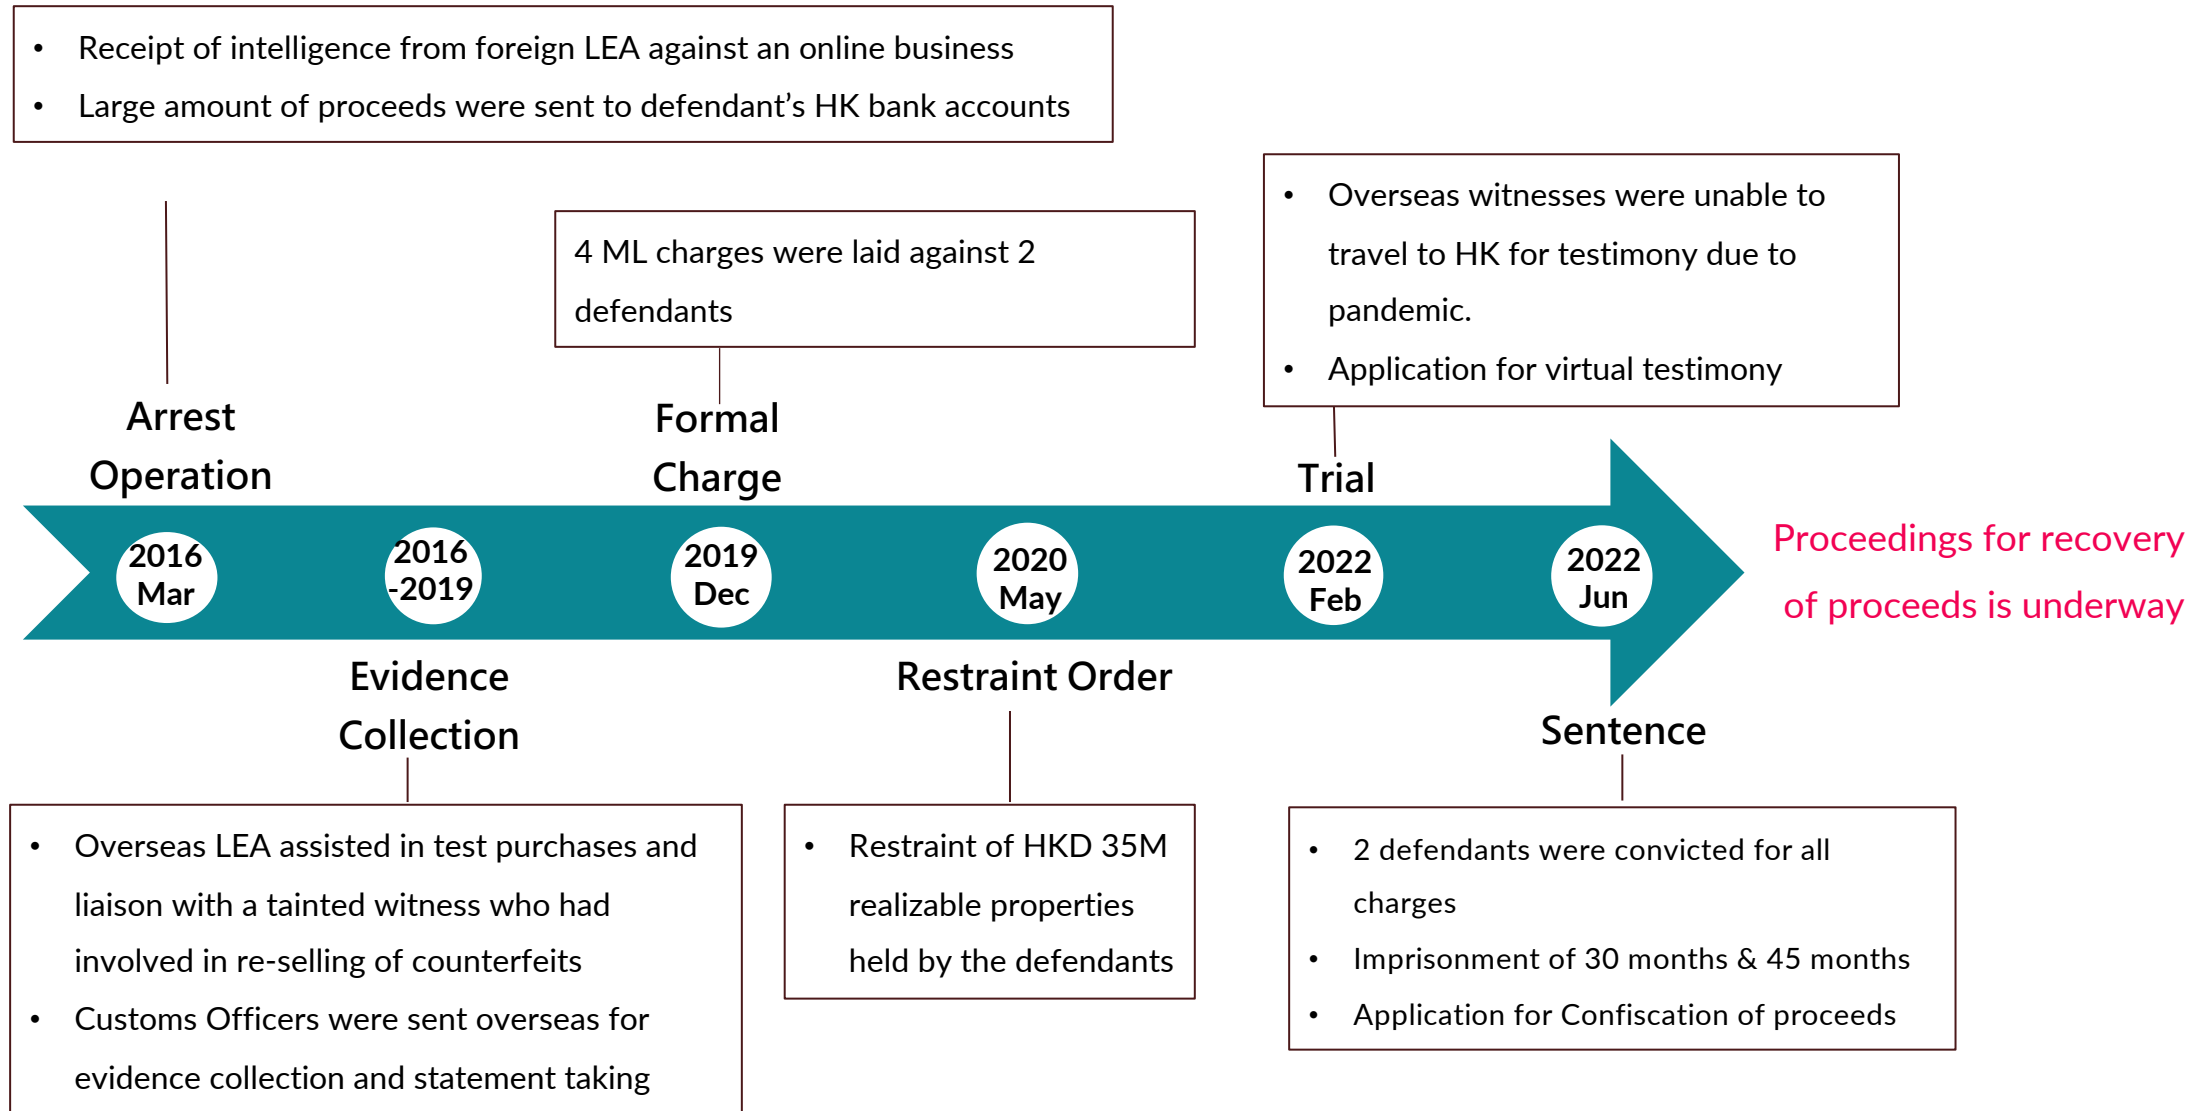 • Receipt of intelligence from foreign LEA against an online business
• Large amount of proceeds were sent to defendant’s HK bank accounts
4 ML charges were laid against 2
defendants
• Overseas witnesses were unable to
travel to HK for testimony due to
pandemic.
• Application for virtual testimony
Arrest
Operation
Formal
Charge
Trial
2016
Mar
2016
-2019
2019
Dec
2020
May
2022
Feb
2022
Jun
Proceedings for recovery
of proceeds is underway
Evidence
Collection
Restraint Order
Sentence
• Overseas LEA assisted in test purchases and
liaison with a tainted witness who had
involved in re-selling of counterfeits
• Customs Officers were sent overseas for
evidence collection and statement taking
• Restraint of HKD 35M
realizable properties
held by the defendants
• 2 defendants were convicted for all
charges
• Imprisonment of 30 months & 45 months
• Application for Confiscation of proceeds